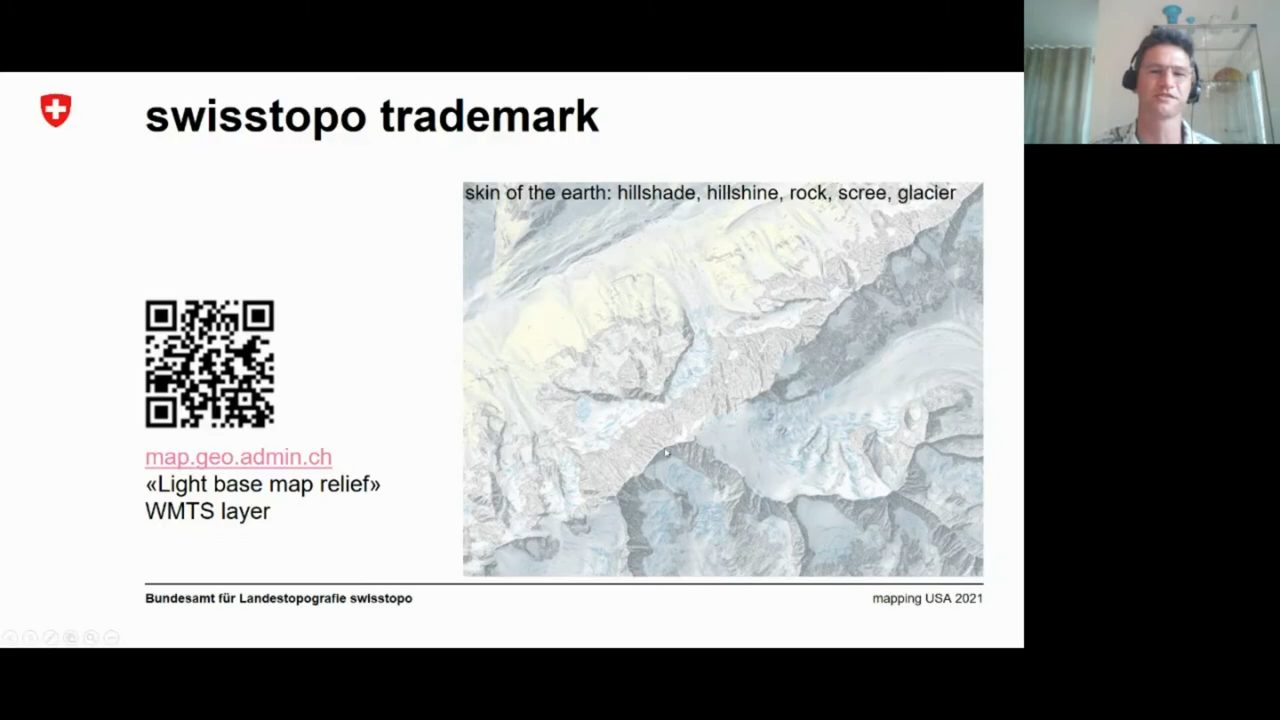 swisstopo trademark
skin of the earth: hillshade, hillshine, rock, scree, glacier
map.geo.admin.ch
«Light base map relief»
WMTS layer
Bundesamt für Landestopografie swisstopo
mapping USA 2021